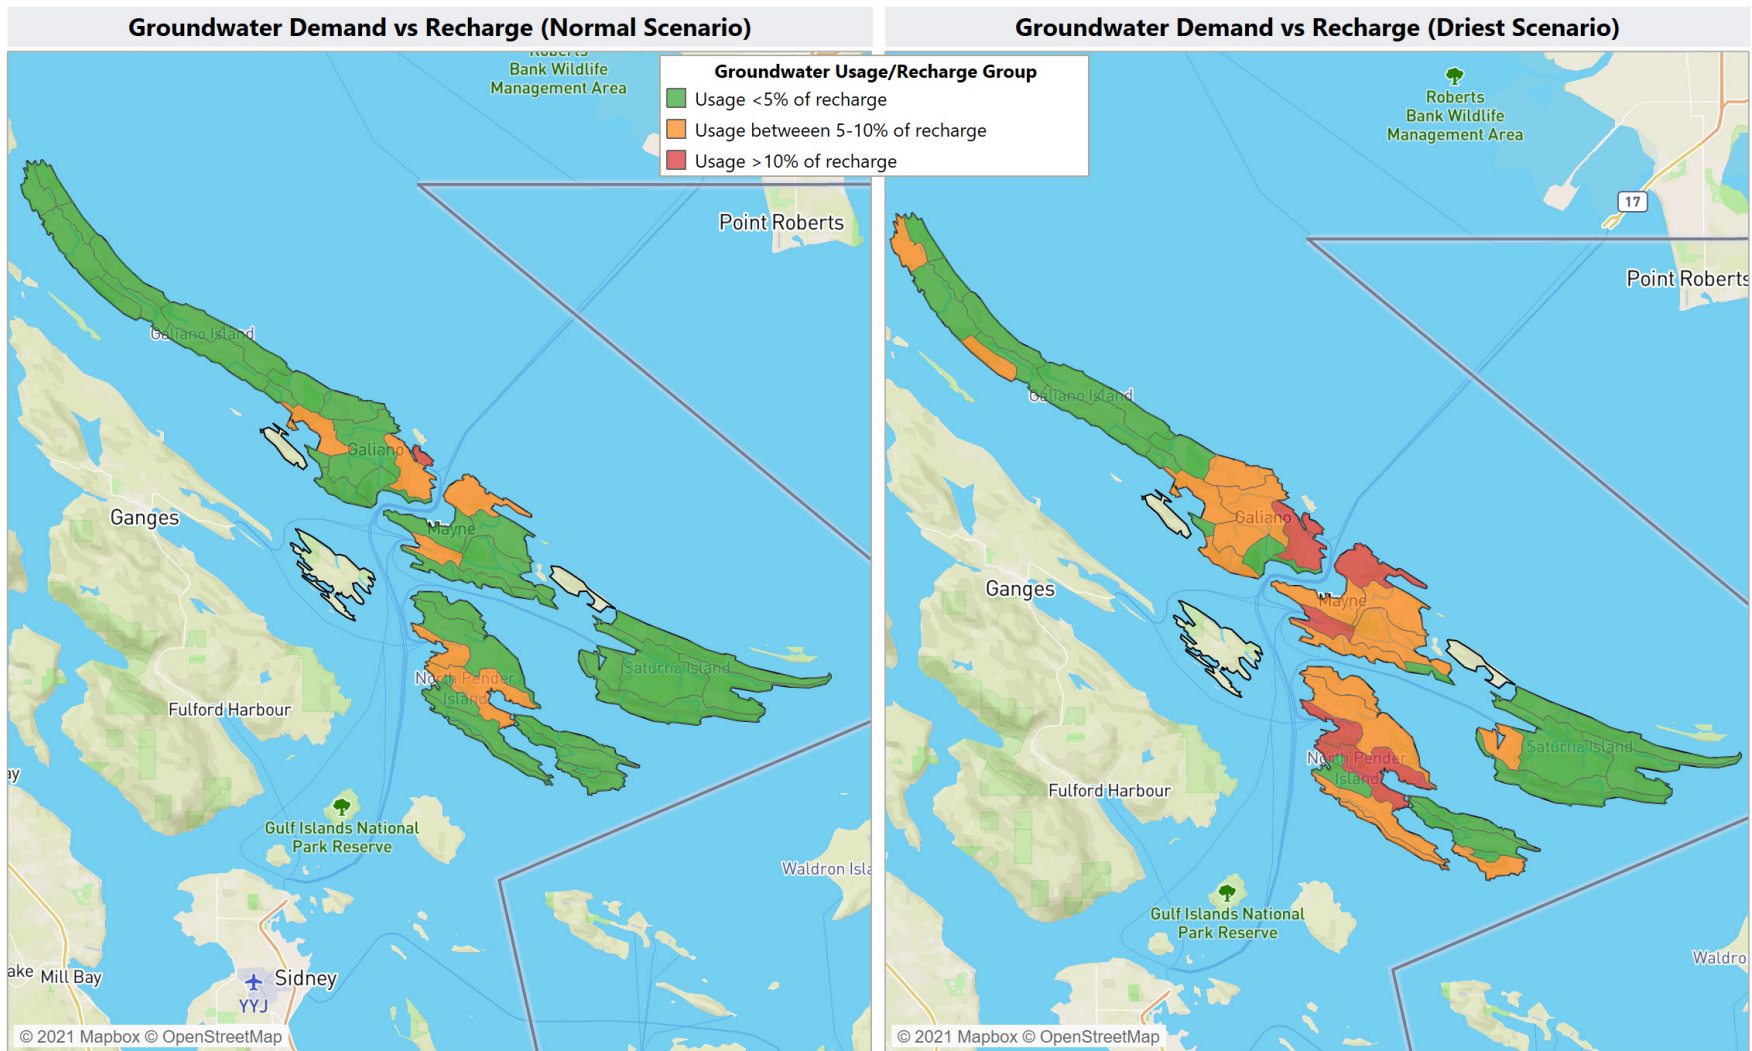 Groundwater Demand vs Recharge (Normal Scenario)
Groundwater Demand vs Recharge (Driest Scenario)
Groundwater Usage/Recharge Group
Usage <5% of recharge
Usage betweeen 5-10% of recharge
Usage >10% of recharge
Roberts
Bank Wildlife
Management Area
Point Roberts
Galiano Island
Galiano
Ganges
Mayne
Saturna Island
North Pender
Island
Fulford Harbour
Gulf Islands National
Park Reserve
Waldron Isla
ay
ake
Mill Bay
Sidney
YYJ
© 2021 Mapbox © OpenStreetMap
Roberts
Bank Wildlife
Management Area
17
Point Roberts
Galiano Island
Galiano
Ganges
Mayne
Saturna Island
North Pender
Island
Fulford Harbour
Gulf Islands National
Park Reserve
Waldro
© 2021 Mapbox © OpenStreetMap